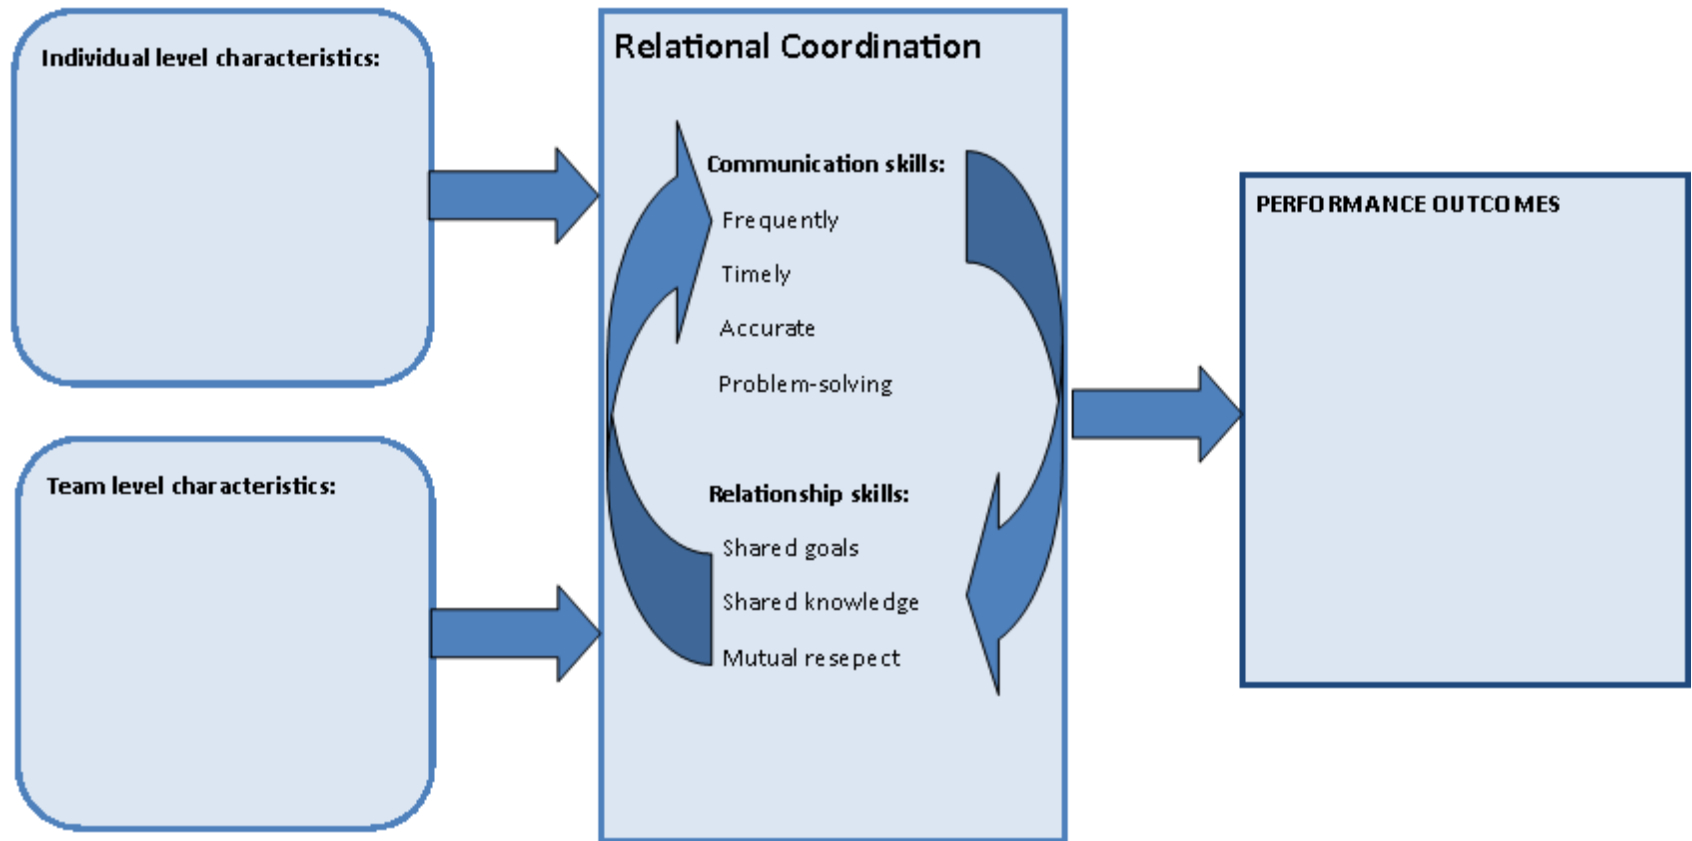 Individual level characteristics:
Team level characteristics:
Relational Coordination
Communication skills:
Frequently
Timely
Accurate
Problem-solving
Relationship skills:
Shared goals
Shared knowledge
Mutual resepect
PERFORMANCE OUTCOMES